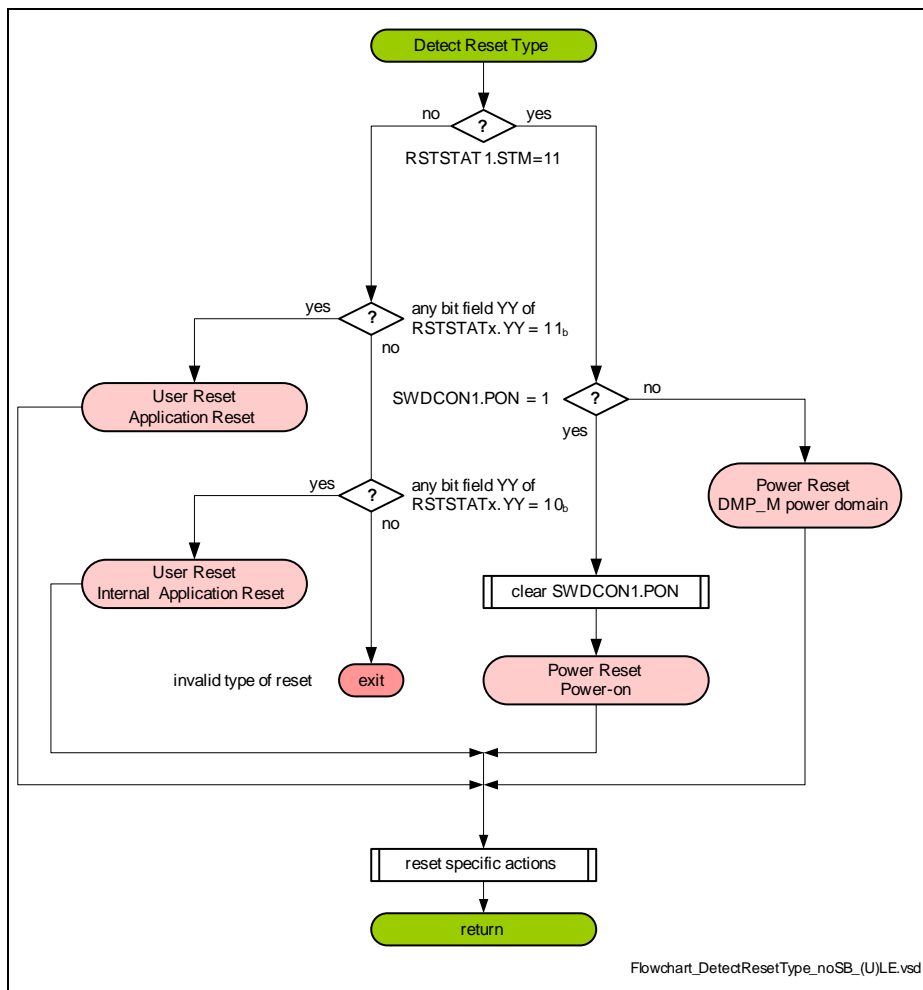 Detect Reset Type
no
?
yes
RSTSTAT1.STM=11
yes
?
any bit field YY of
RSTSTATx.YY = 11b
no
User Reset
Application Reset
SWDCON1.PON = 1
?
no
yes
yes
?
any bit field YY of
RSTSTATx.YY = 10b
no
Power Reset
DMP_M power domain
User Reset
Internal Application Reset
clear SWDCON1.PON
invalid type of reset
exit
Power Reset
Power-on
reset specific actions
return
Flowchart_DetectResetType_noSB_(U)LE.vsd